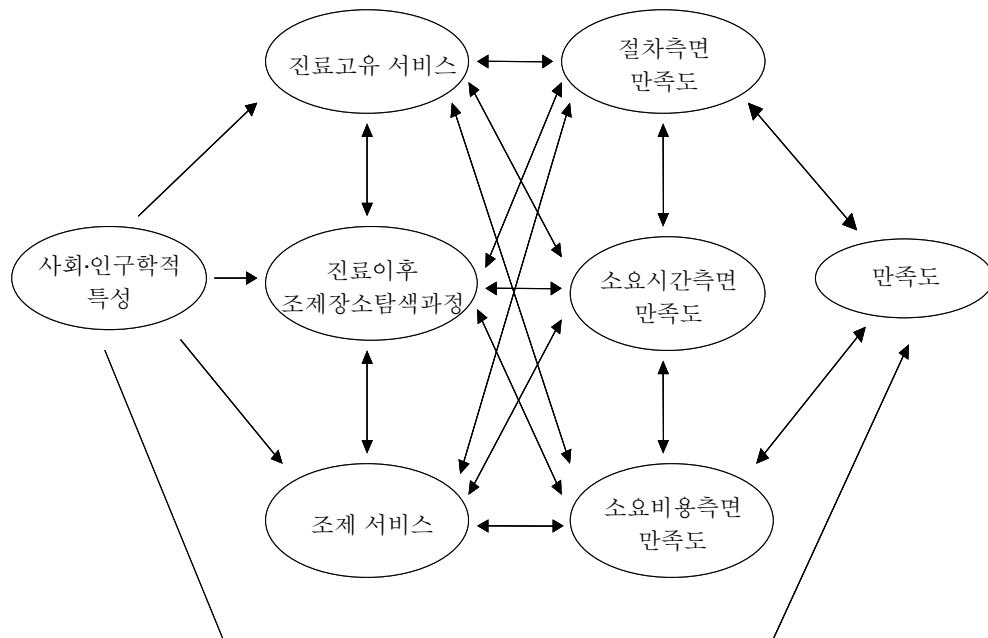 진료고유 서비스
절차측면
만족도
사회·인구학적
특성
진료이후
조제장소탐색과정
소요시간측면
만족도
만족도
조제 서비스
소요비용측면
만족도